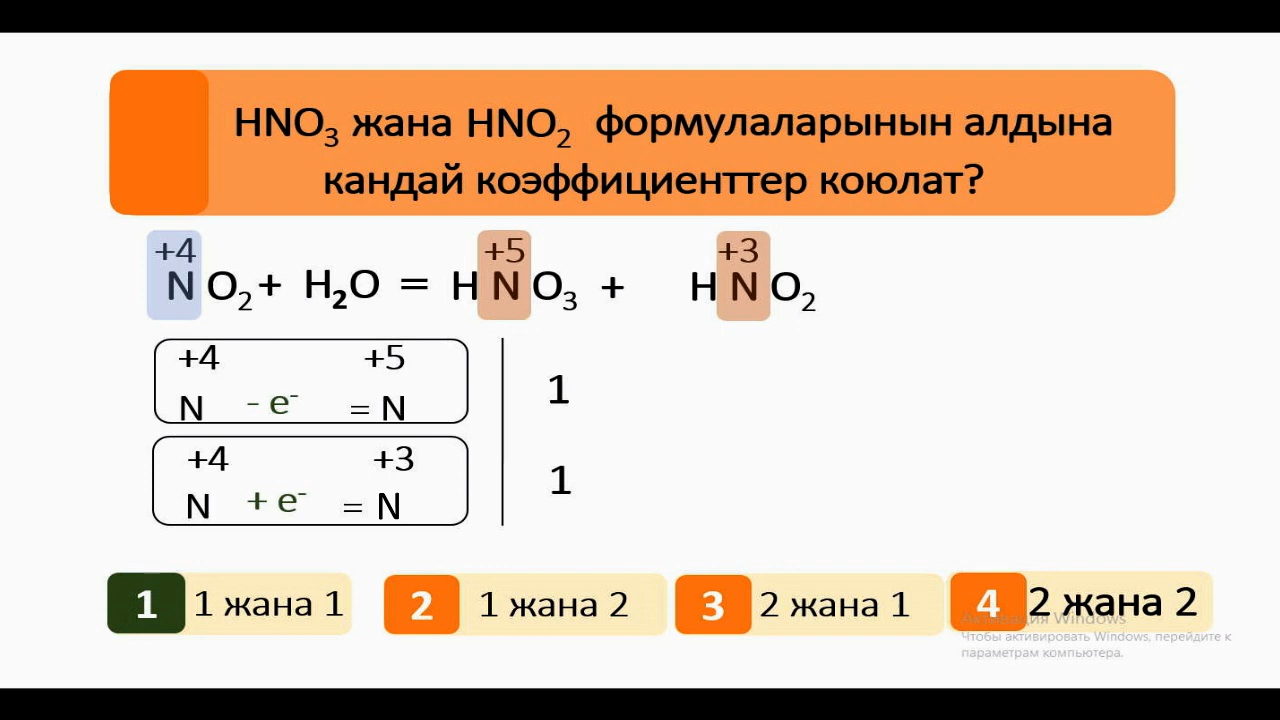 HNO₃ жана HNO₂ формулаларынын алдына
кандай коэффициенттер коюлат?
+4 +5 +3
NO₂ + H₂O = HNO₃ + HNO₂
+4 +5
N - e⁻ = N
1
+4 +3
N + e⁻ = N
1
1 1 жана 1
2 1 жана 2
3 2 жана 1
4 2 жана 2
Активация Windows
Чтобы активировать Windows, перейдите к
параметрам компьютера.